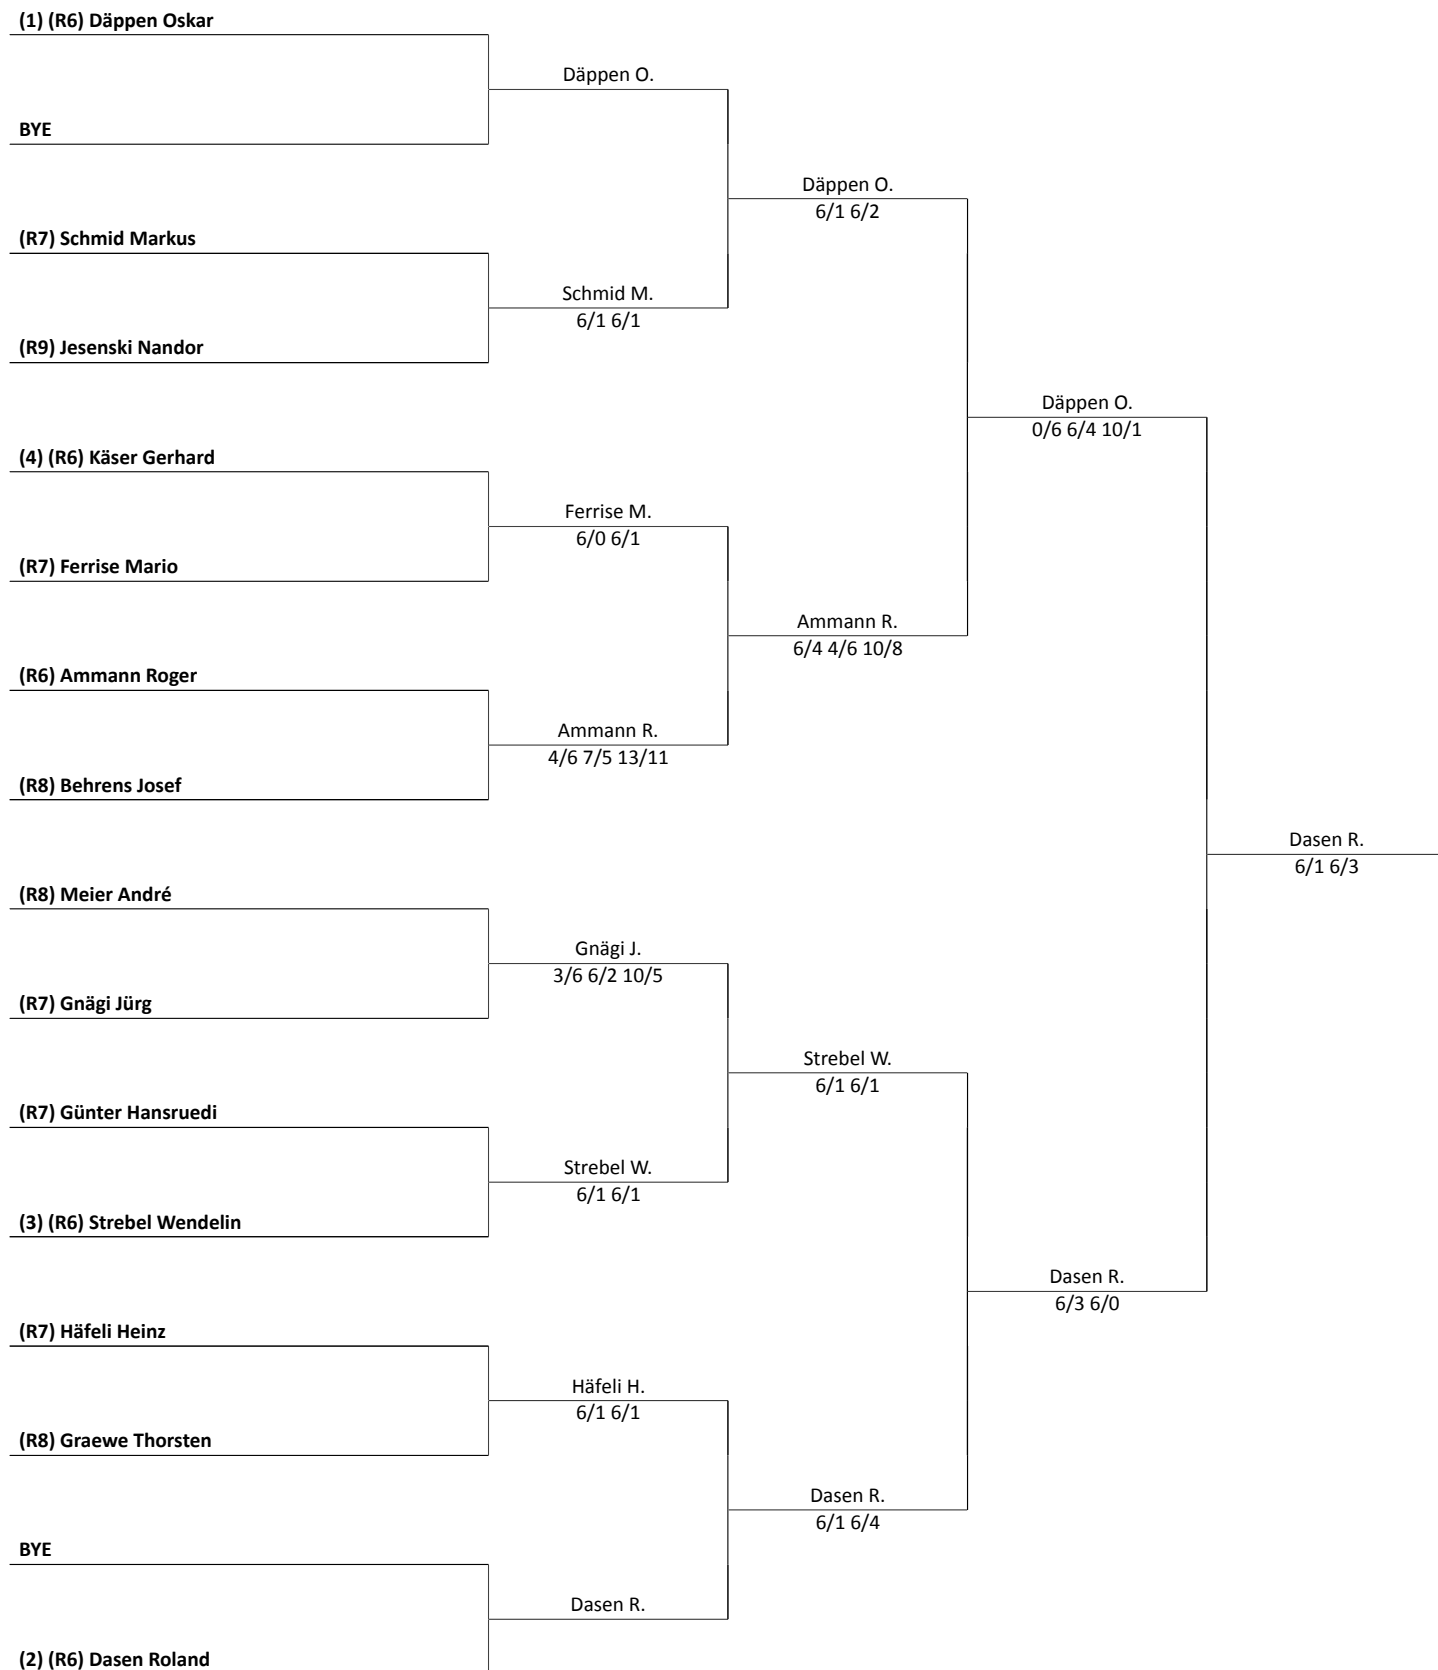 (1) (R6) Däppen Oskar
Däppen O.
BYE
Däppen O.
6/1 6/2
(R7) Schmid Markus
Schmid M.
6/1 6/1
(R9) Jesenski Nandor
Däppen O.
0/6 6/4 10/1
(4) (R6) Käser Gerhard
Ferrise M.
6/0 6/1
(R7) Ferrise Mario
Ammann R.
6/4 4/6 10/8
(R6) Ammann Roger
Ammann R.
4/6 7/5 13/11
(R8) Behrens Josef
Dasen R.
6/1 6/3
(R8) Meier André
Gnägi J.
3/6 6/2 10/5
(R7) Gnägi Jürg
Strebel W.
6/1 6/1
(R7) Günter Hansruedi
Strebel W.
6/1 6/1
(3) (R6) Strebel Wendelin
Dasen R.
6/3 6/0
(R7) Häfeli Heinz
Häfeli H.
6/1 6/1
(R8) Graewe Thorsten
Dasen R.
6/1 6/4
BYE
Dasen R.
(2) (R6) Dasen Roland